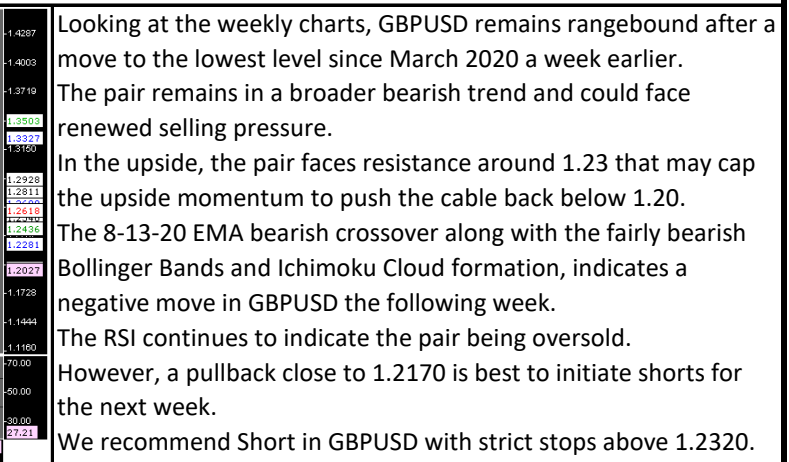 1.4287
1.4003
1.3719
1.3503
1.3327
1.3150
1.2928
1.2811
1.2618
1.2436
1.2281
1.2027
1.1728
1.1444
1.1160
70.00
50.00
30.00
27.21
Looking at the weekly charts, GBPUSD remains rangebound after a
move to the lowest level since March 2020 a week earlier.
The pair remains in a broader bearish trend and could face
renewed selling pressure.
In the upside, the pair faces resistance around 1.23 that may cap
the upside momentum to push the cable back below 1.20.
The 8-13-20 EMA bearish crossover along with the fairly bearish
Bollinger Bands and Ichimoku Cloud formation, indicates a
negative move in GBPUSD the following week.
The RSI continues to indicate the pair being oversold.
However, a pullback close to 1.2170 is best to initiate shorts for
the next week.
We recommend Short in GBPUSD with strict stops above 1.2320.